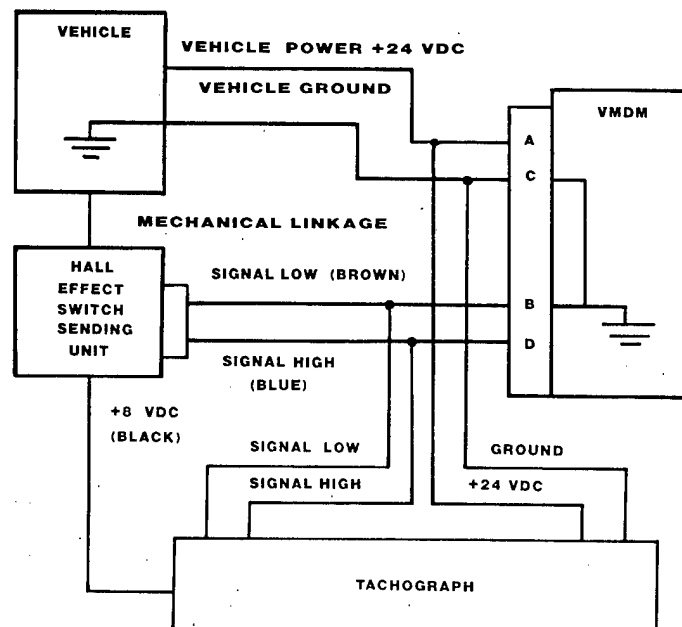 VEHICLE
VEHICLE POWER +24 VDC
VEHICLE GROUND
VMDM
A
C
MECHANICAL LINKAGE
HALL
EFFECT
SWITCH
SENDING
UNIT
SIGNAL LOW (BROWN)
B
D
SIGNAL HIGH
(BLUE)
+8 VDC
(BLACK)
SIGNAL LOW
GROUND
SIGNAL HIGH
+24 VDC
TACHOGRAPH